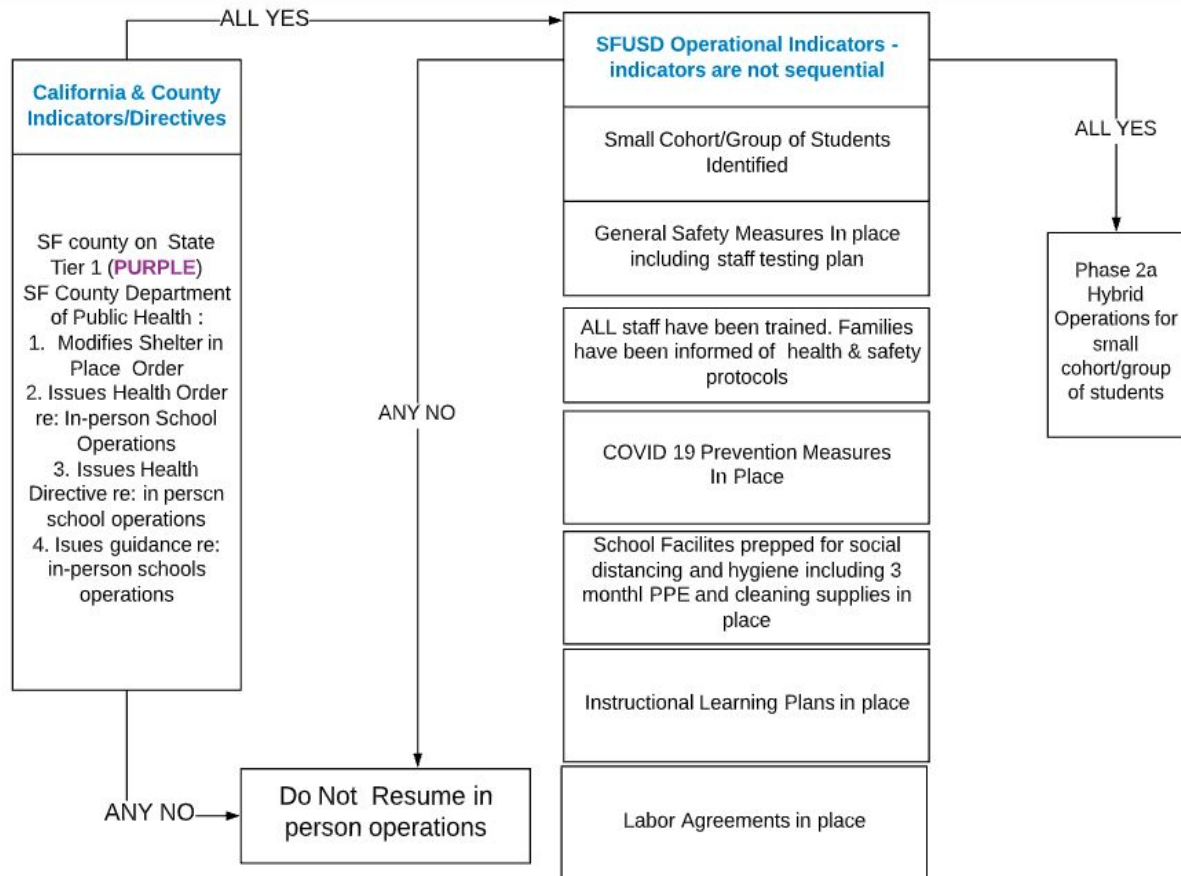 ALL YES
California & County
Indicators/Directives
SF county on State
Tier 1 (PURPLE)
SF County Department
of Public Health :
1. Modifies Shelter in
Place Order
2. Issues Health Order
re: In-person School
Operations
3. Issues Health
Directive re: in perscn
school operations
4. Isues guidance re:
in-person schools
operations
ANY NO
Do Not Resume in
person operations
ANY NO
SFUSD Operational Indicators -
indicators are not sequential
Small Cohort/Group of Students
Identified
General Safety Measures In place
including staff testing plan
ALL staff have been trained. Families
have been informed of health & safety
protocols
COVID 19 Prevention Measures
In Place
School Facilites prepped for social
distancing and hygiene including 3
monthl PPE and cleaning supplies in
place
Instructional Learning Plans in place
Labor Agreements in place
ALL YES
Phase 2a
Hybrid
Operations for
small
cohort/group
of students